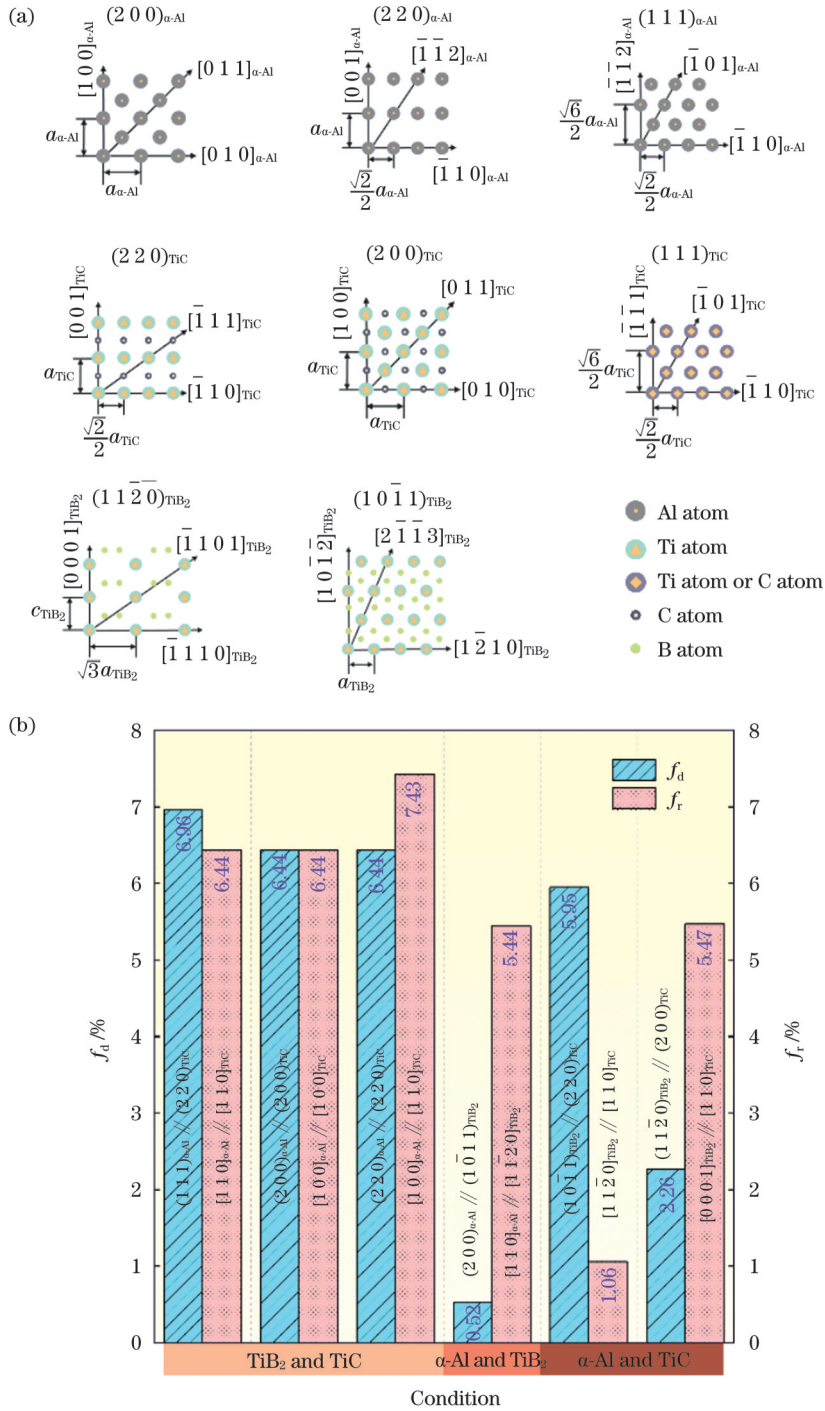 (a)
(2 0 0)α-Al
[1 0 0]α-Al
[0 1 1]α-Al
aα-Al
[0 1 0]α-Al
aα-Al
(2 2 0)α-Al
[0 0 1]α-Al
[1̅ 1̅ 2]α-Al
aα-Al
√2/2 aα-Al
[1̅ 1 0]α-Al
(1 1 1)α-Al
[1̅ 1̅ 2]α-Al
[1̅ 0 1]α-Al
√6/2 aα-Al
[1̅ 1 0]α-Al
√2/2 aα-Al
(2 2 0)TiC
[0 0 1]TiC
[1̅ 1 1]TiC
aTiC
[1̅ 1 0]TiC
√2/2 aTiC
(2 0 0)TiC
[1 0 0]TiC
[0 1 1]TiC
aTiC
[0 1 0]TiC
aTiC
(1 1 1)TiC
[1̅ 1̅ 1]TiC
[1̅ 0 1]TiC
√6/2 aTiC
[1̅ 1 0]TiC
√2/2 aTiC
(1 1 2̅ 0̅)TiB2
[0 0 0 1]TiB2
[1̅ 1 0 1]TiB2
cTiB2
√3aTiB2
[1̅ 1 1 0]TiB2
(1 0 1̅ 1)TiB2
[1 0 1̅ 2̅]TiB2
[2 1̅ 1̅ 3]TiB2
[1 2̅ 1 0]TiB2
aTiB2
Al atom
Ti atom
Ti atom or C atom
C atom
B atom
(b)
8
7
6
5
4
3
2
1
0
fd /%
fd
fr
6.96
6.44
6.44
6.44
6.44
7.43
0.52
5.44
5.95
1.06
2.26
5.47
(1 1 1)α-Al // (2 2 0)TiC
[1 1 0]α-Al // [1 1 0]TiC
(2 0 0)α-Al // (2 0 0)TiC
[1 0 0]α-Al // [1 0 0]TiC
(2 2 0)α-Al // (2 2 0)TiC
[1 0 0]α-Al // [1 1 0]TiC
(2 0 0)α-Al // (1 0 1̅ 1)TiB2
[1 1 0]α-Al // [1 1 2̅ 0]TiB2
[1 0 1̅ 1]TiB2 // (2 2 0)TiC
[1 1 2̅ 0]TiB2 // [1 1 0]TiC
(1 1 2̅ 0)TiB2 // (2 0 0)TiC
[0 0 0 1]TiB2 // [1 1 0]TiC
8
7
6
5
4
3
2
1
0
fr /%
TiB2 and TiC
α-Al and TiB2
α-Al and TiC
Condition